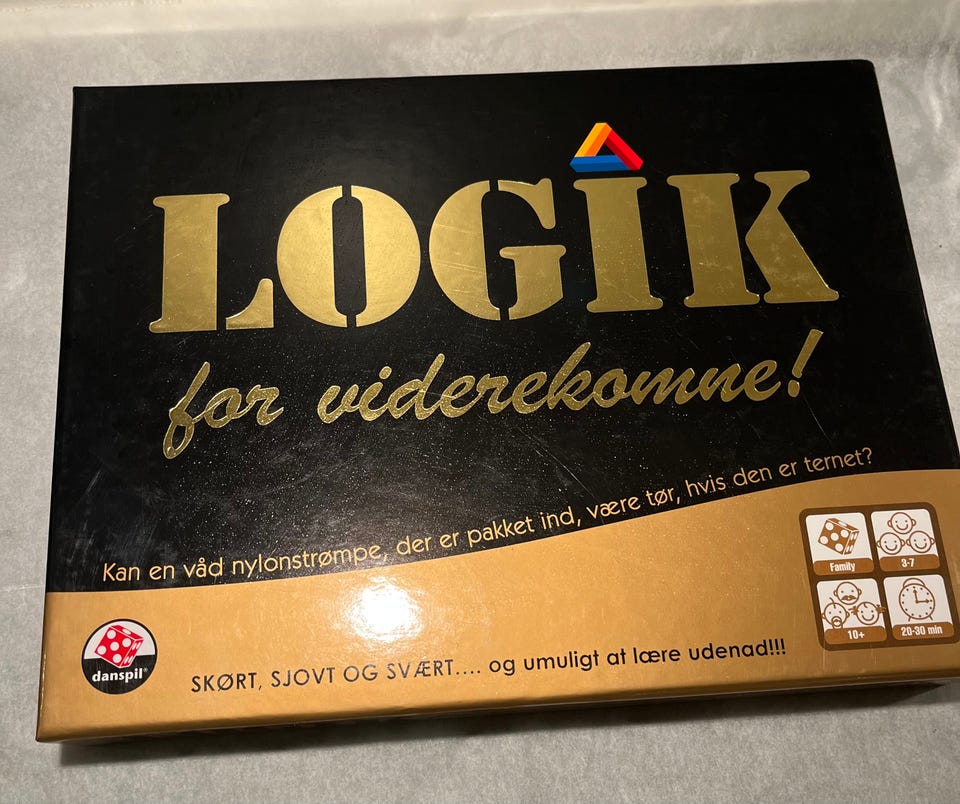 LOGIK
for viderekomne!
Kan en våd nylonstrømpe, der er pakket ind, være tør, hvis den er ternet?
Family
3-7
10+
20-30 min
danspil®
SKØRT, SJOVT OG SVÆRT.... og umuligt at lære udenad!!!